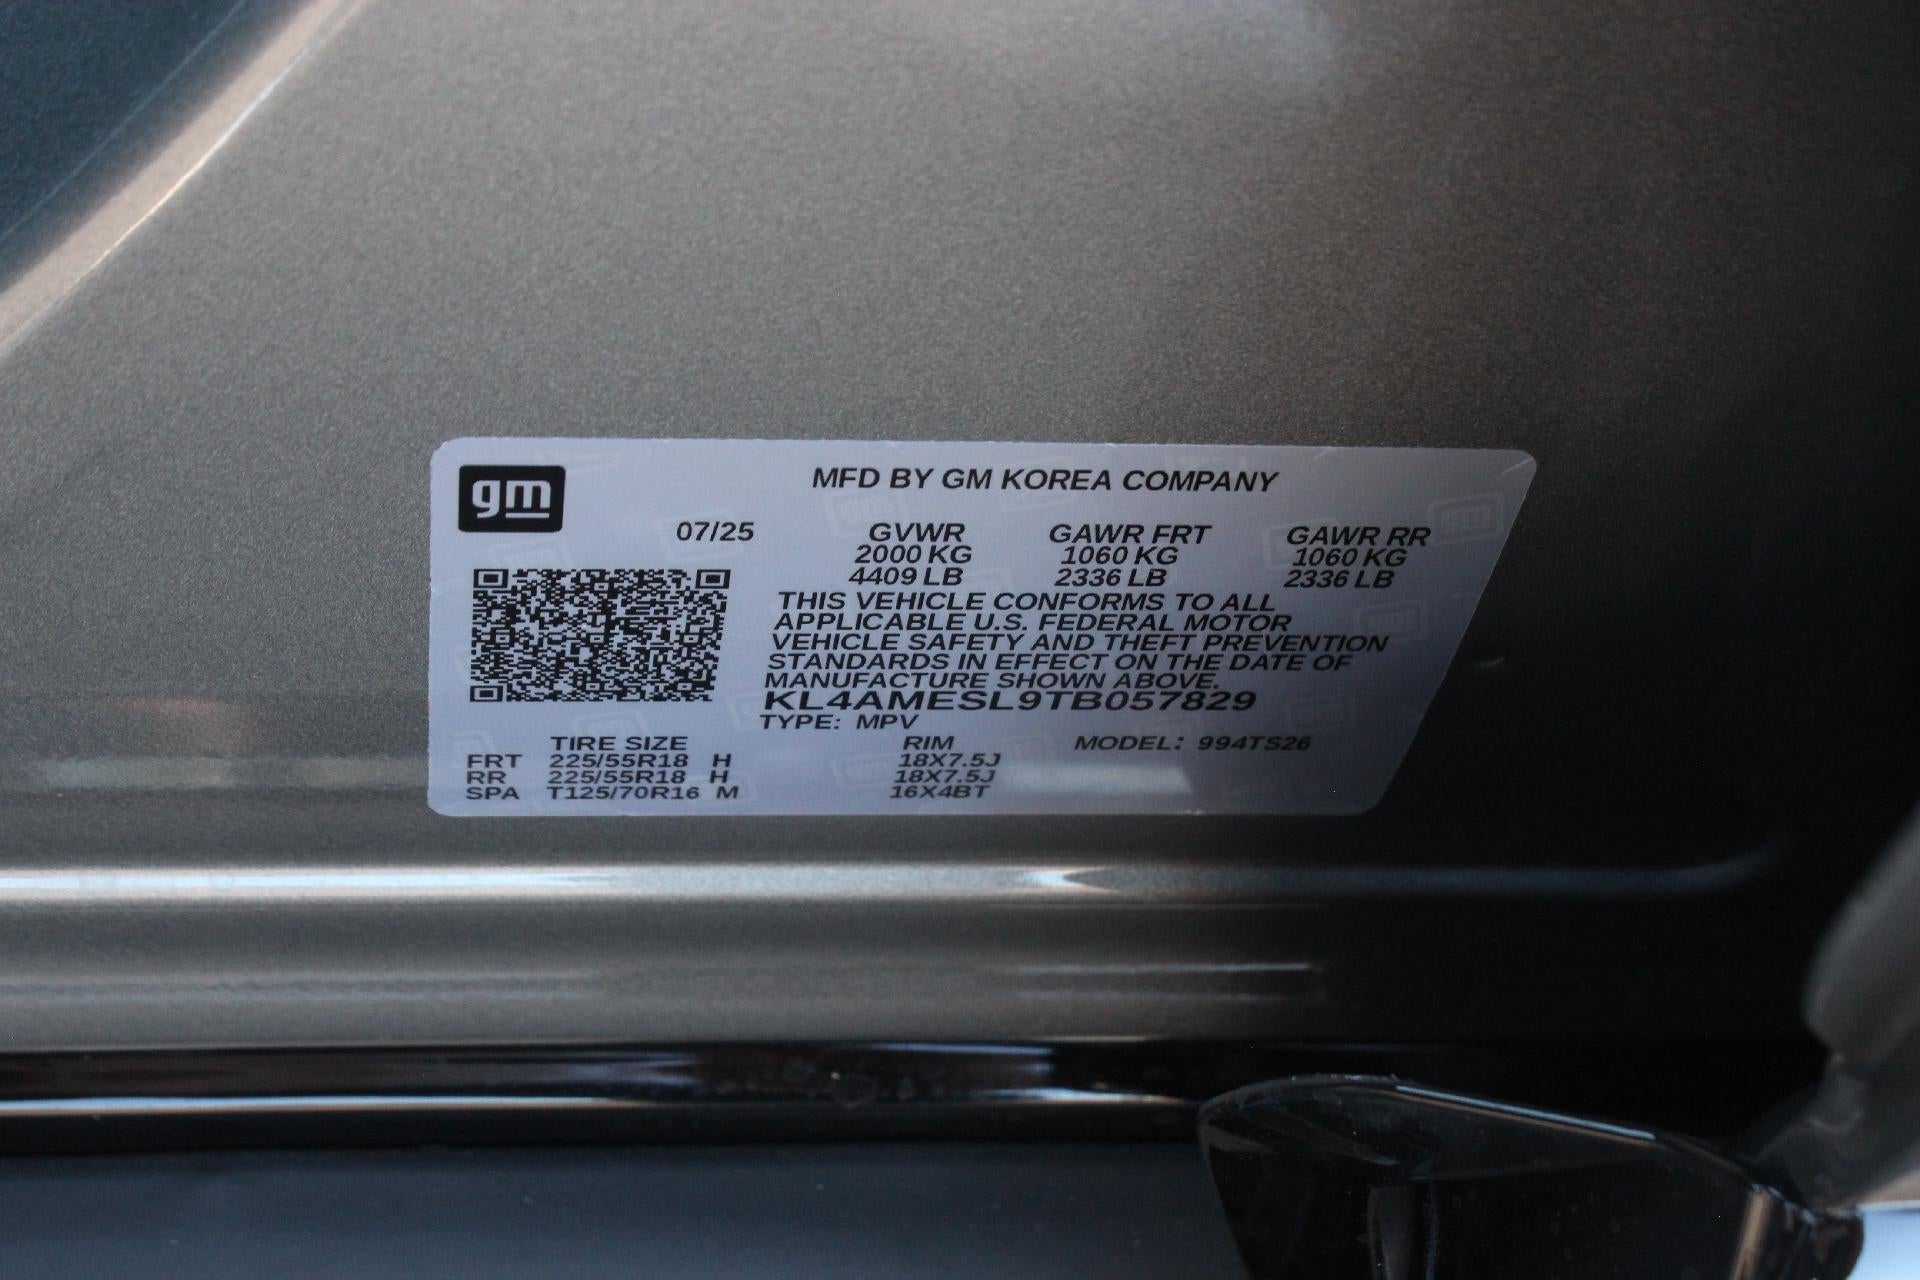 gm
MFD BY GM KOREA COMPANY
07/25 GVWR GAWR FRT GAWR RR
2000 KG 1060 KG 1060 KG
4409 LB 2336 LB 2336 LB
THIS VEHICLE CONFORMS TO ALL
APPLICABLE U.S. FEDERAL MOTOR
VEHICLE SAFETY AND THEFT PREVENTION
STANDARDS IN EFFECT ON THE DATE OF
MANUFACTURE SHOWN ABOVE.
KL4AMESL9TB057829
TYPE: MPV
TIRE SIZE RIM MODEL: 994TS26
FRT 225/55R18 H 18X7.5J
RR 225/55R18 H 18X7.5J
SPA T125/70R16 M 16X4BT